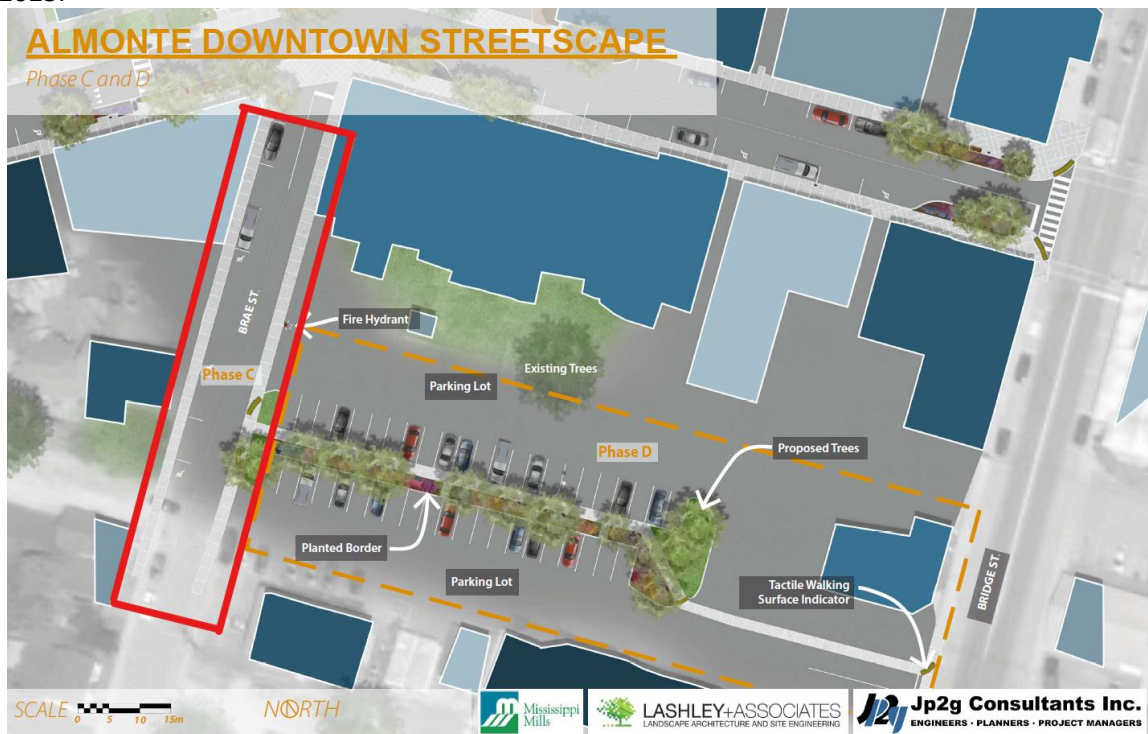 2023.
ALMONTE DOWNTOWN STREETSCAPE
Phase C and D
BRAE ST.
Fire Hydrant
Phase C
Existing Trees
Parking Lot
Phase D
Proposed Trees
Planted Border
Parking Lot
Tactile Walking
Surface Indicator
BRIDGE ST.
SCALE
0 5 10 15m
NORTH
Mississippi
Mills
LASHLEY+ASSOCIATES
LANDSCAPE ARCHITECTURE AND SITE ENGINEERING
Jp2g
Jp2g Consultants Inc.
ENGINEERS · PLANNERS · PROJECT MANAGERS